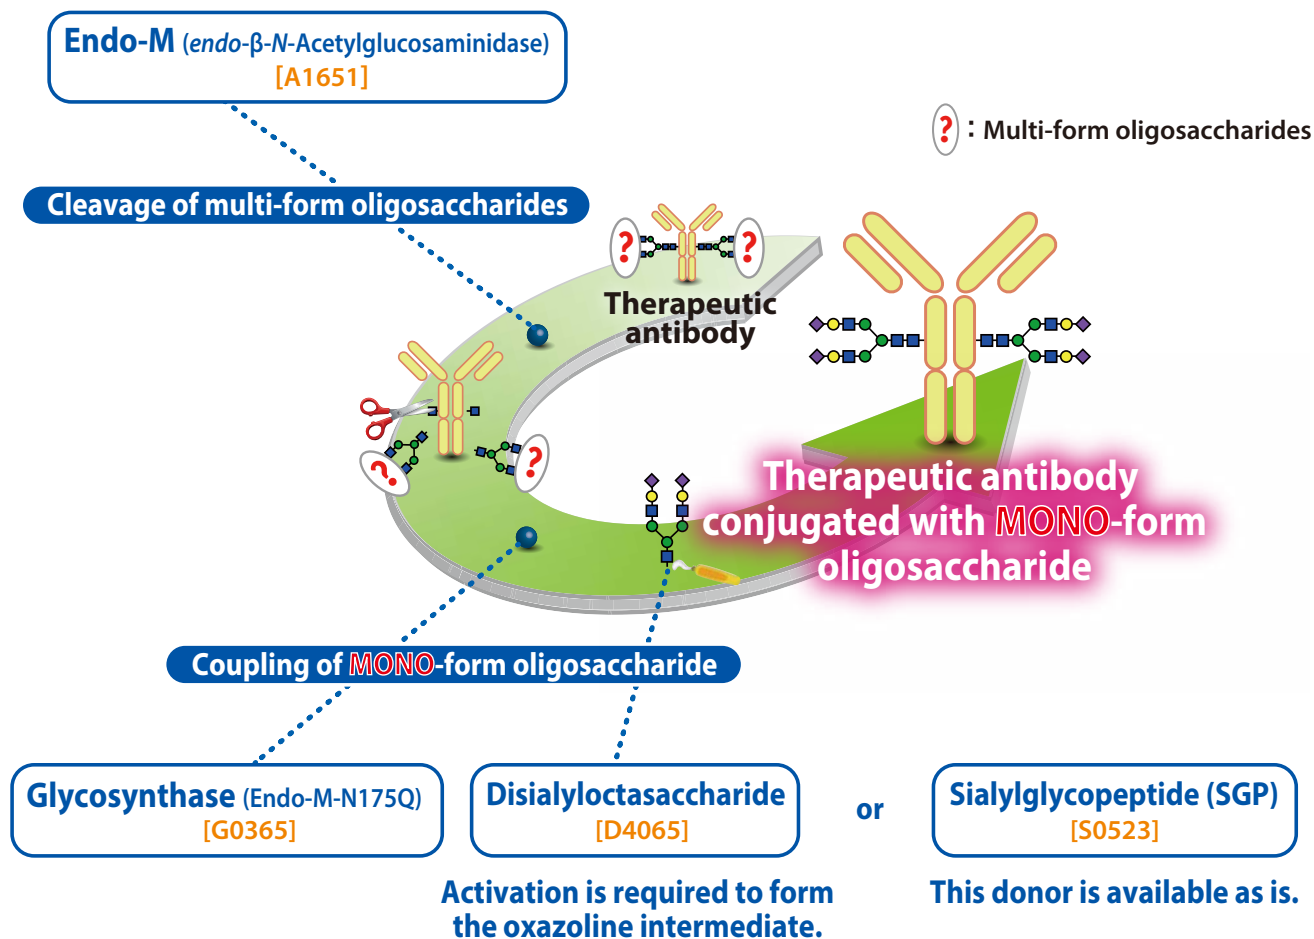 Endo-M (endo-β-N-Acetylglucosaminidase)
[A1651]
? : Multi-form oligosaccharides
Cleavage of multi-form oligosaccharides
? ?
Therapeutic
antibody
? ?
Therapeutic antibody
conjugated with MONO-form
oligosaccharide
Coupling of MONO-form oligosaccharide
Glycosynthase (Endo-M-N175Q)
[G0365]
Disialyloctasaccharide
[D4065]
or
Sialylglycopeptide (SGP)
[S0523]
Activation is required to form
the oxazoline intermediate.
This donor is available as is.